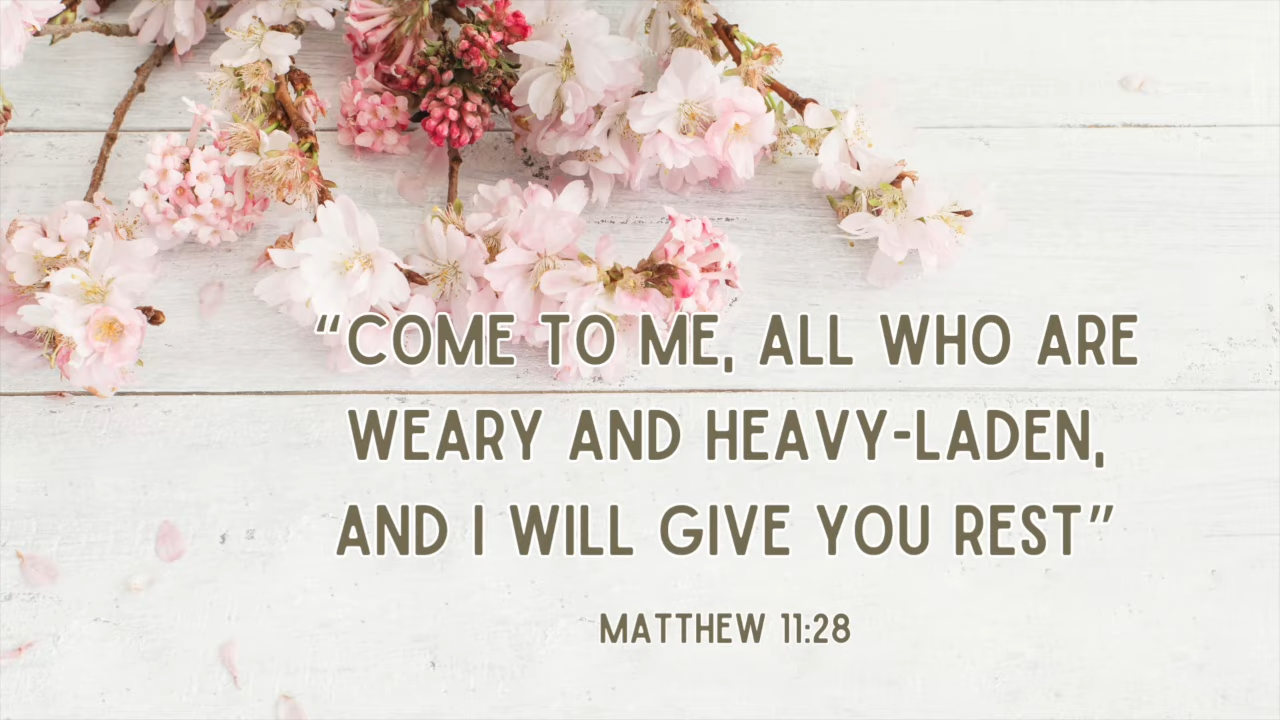 “COME TO ME, ALL WHO ARE
WEARY AND HEAVY-LADEN,
AND I WILL GIVE YOU REST”
MATTHEW 11:28